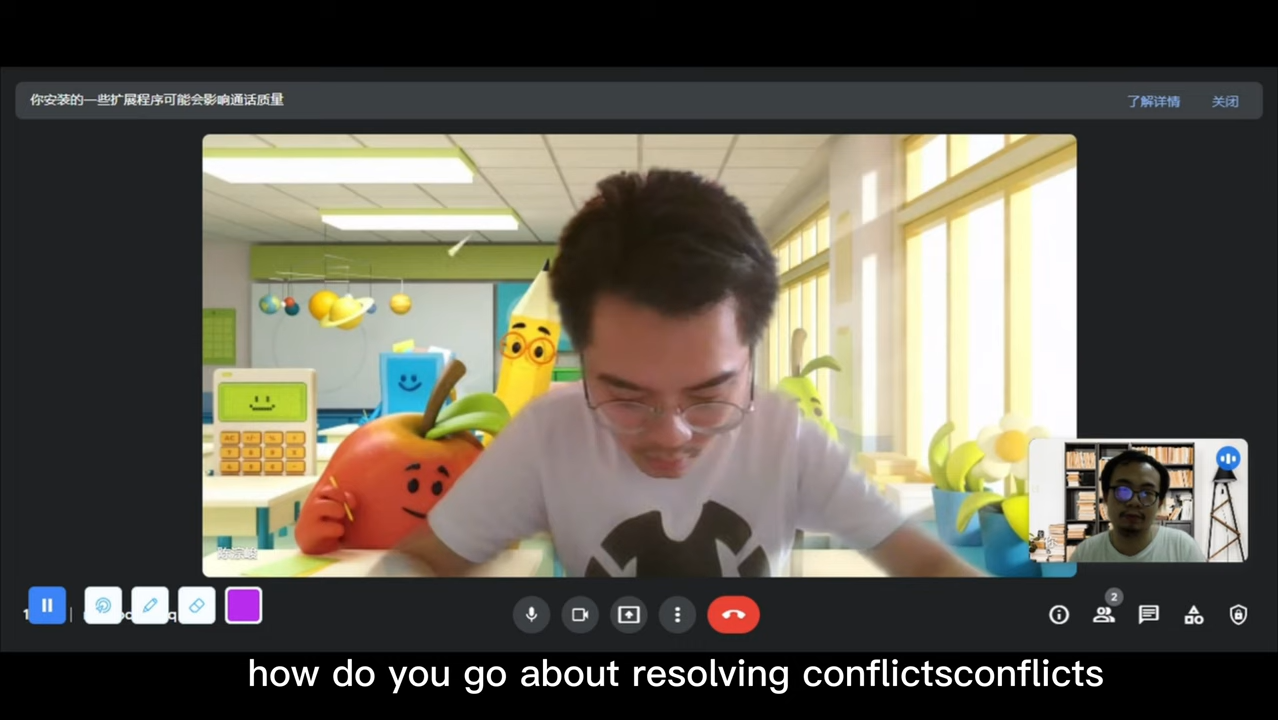 你安装的一些扩展程序可能会影响通话质量
了解详情
关闭
2
how do you go about resolving conflictsconflicts